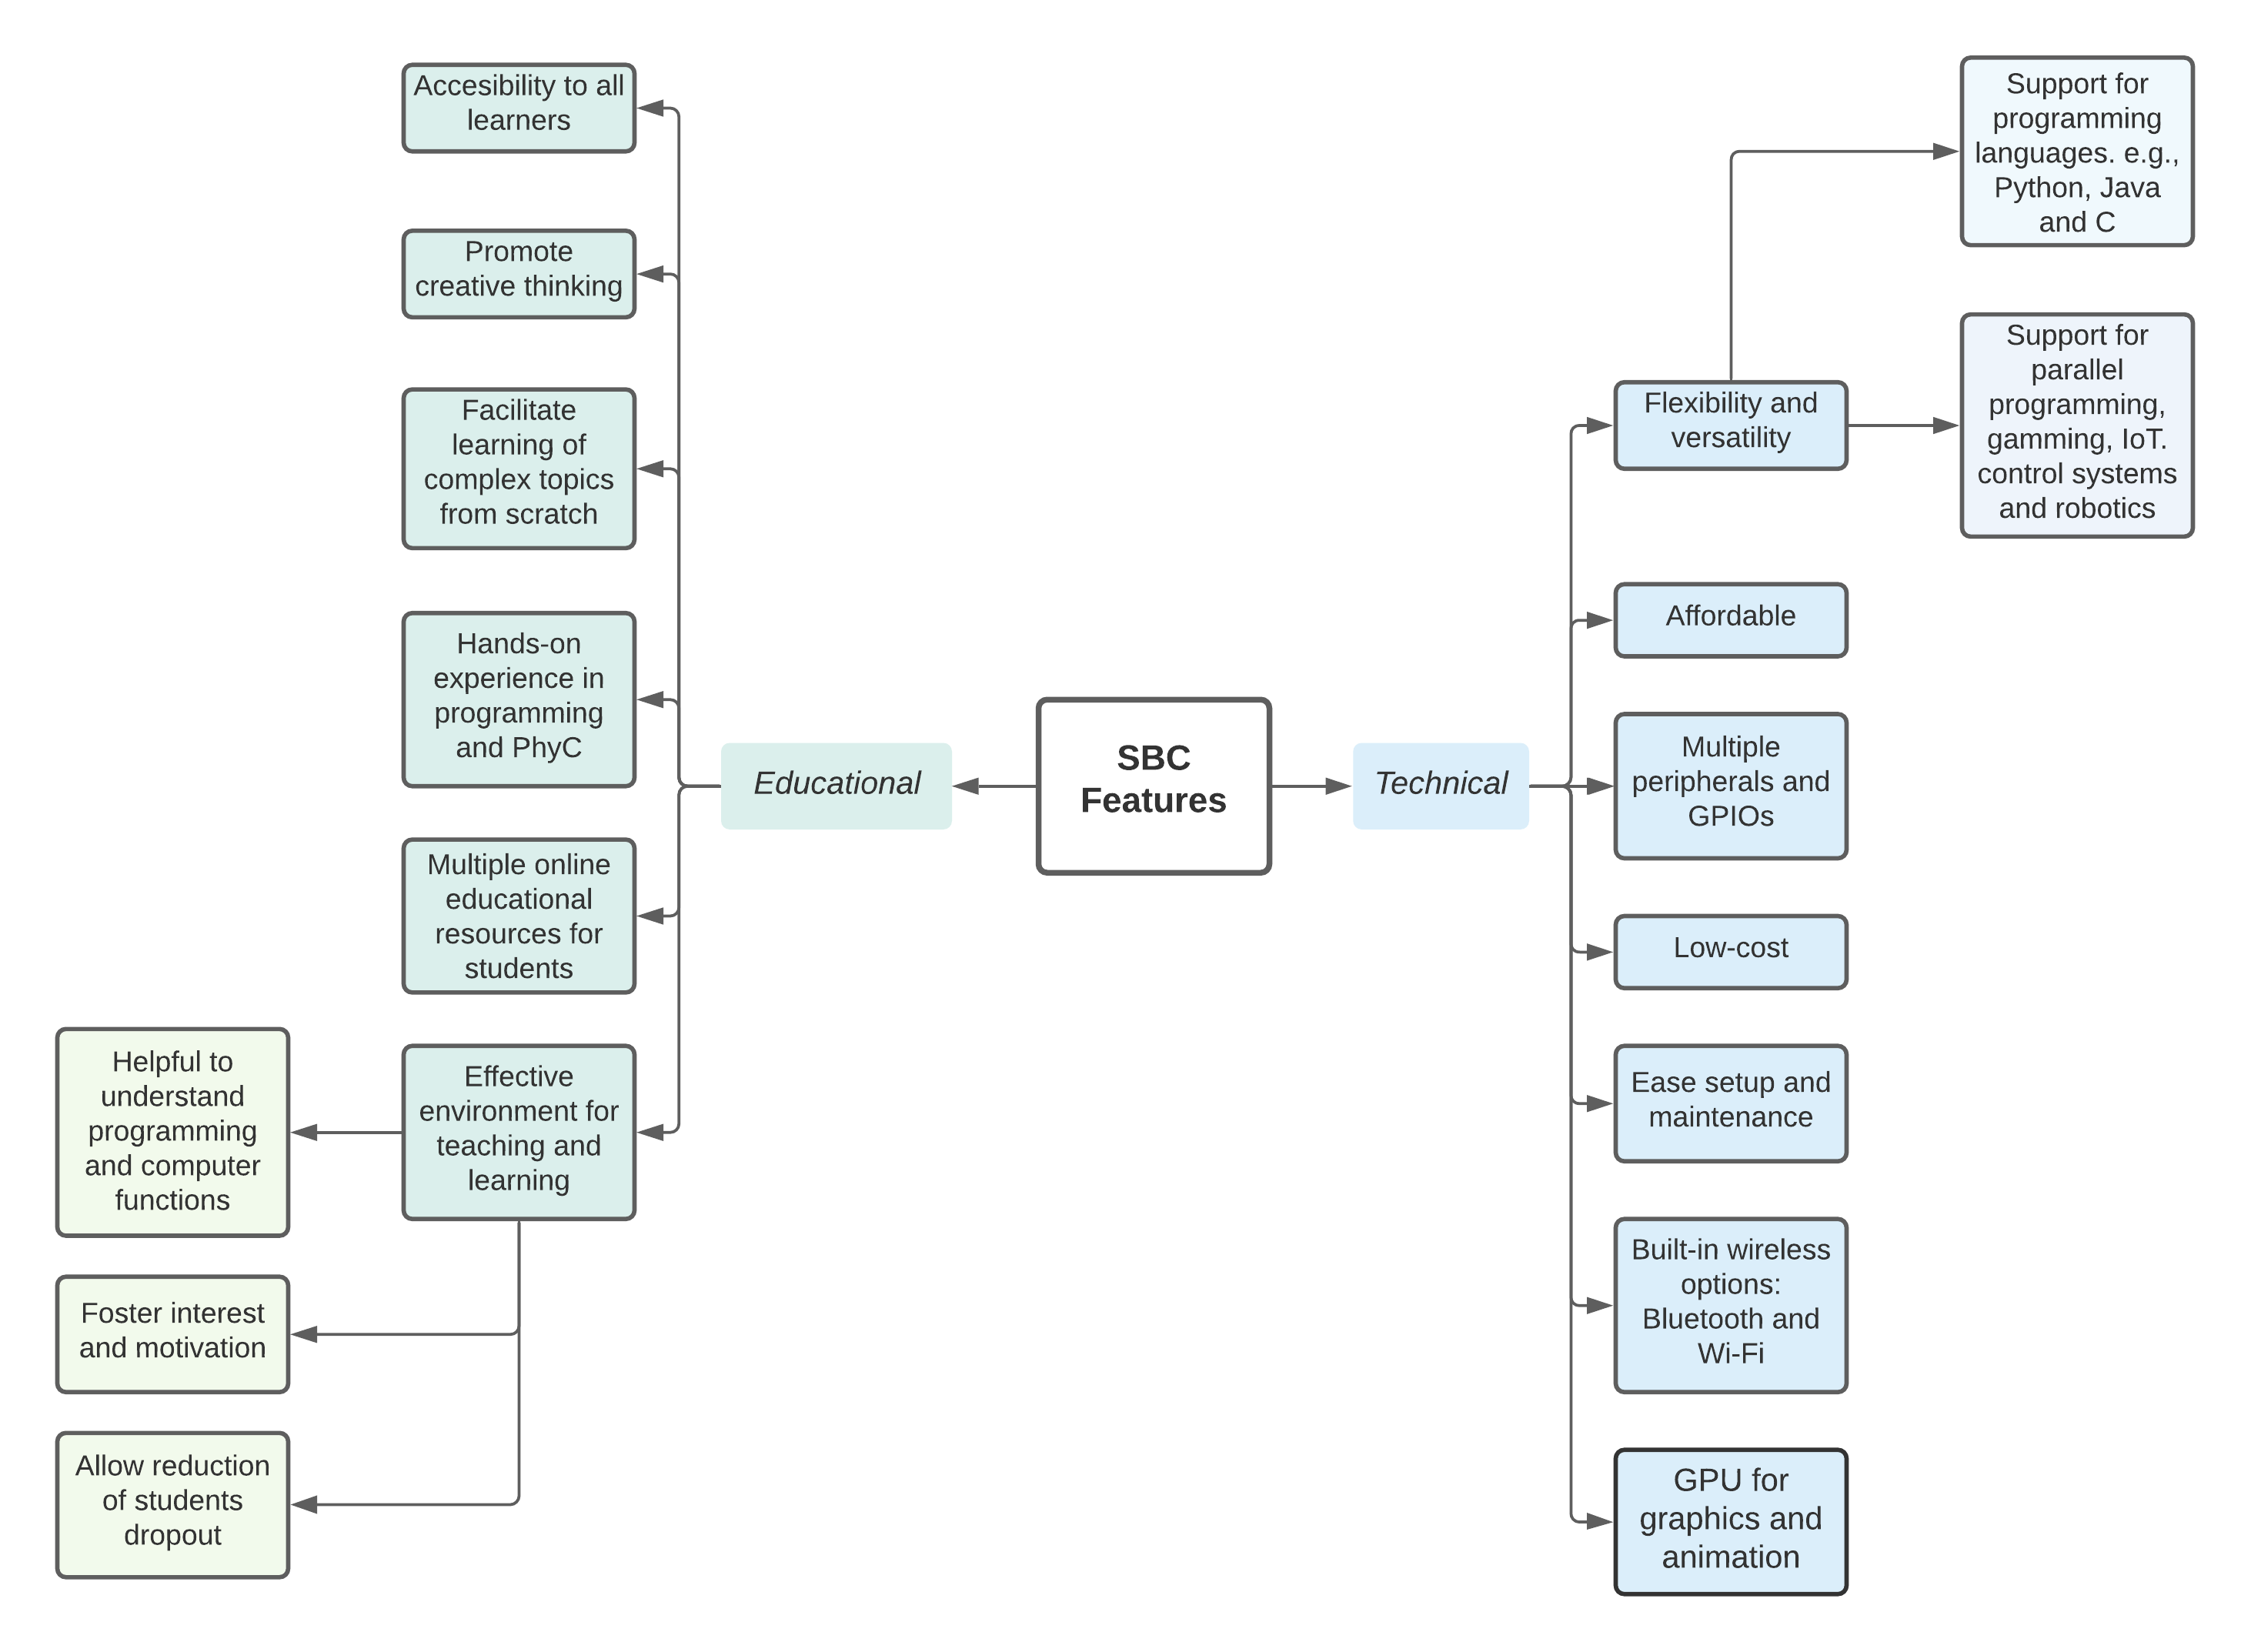 Accesibility to all
learners
Promote
creative thinking
Facilitate
learning of
complex topics
from scratch
Hands-on
experience in
programming
and PhyC
Multiple online
educational
resources for
students
Effective
environment for
teaching and
learning
Helpful to
understand
programming
and computer
functions
Foster interest
and motivation
Allow reduction
of students
dropout
Educational
SBC
Features
Technical
Flexibility and
versatility
Affordable
Multiple
peripherals and
GPIOs
Low-cost
Ease setup and
maintenance
Built-in wireless
options:
Bluetooth and
Wi-Fi
GPU for
graphics and
animation
Support for
programming
languages. e.g.,
Python, Java
and C
Support for
parallel
programming,
gamming, IoT.
control systems
and robotics